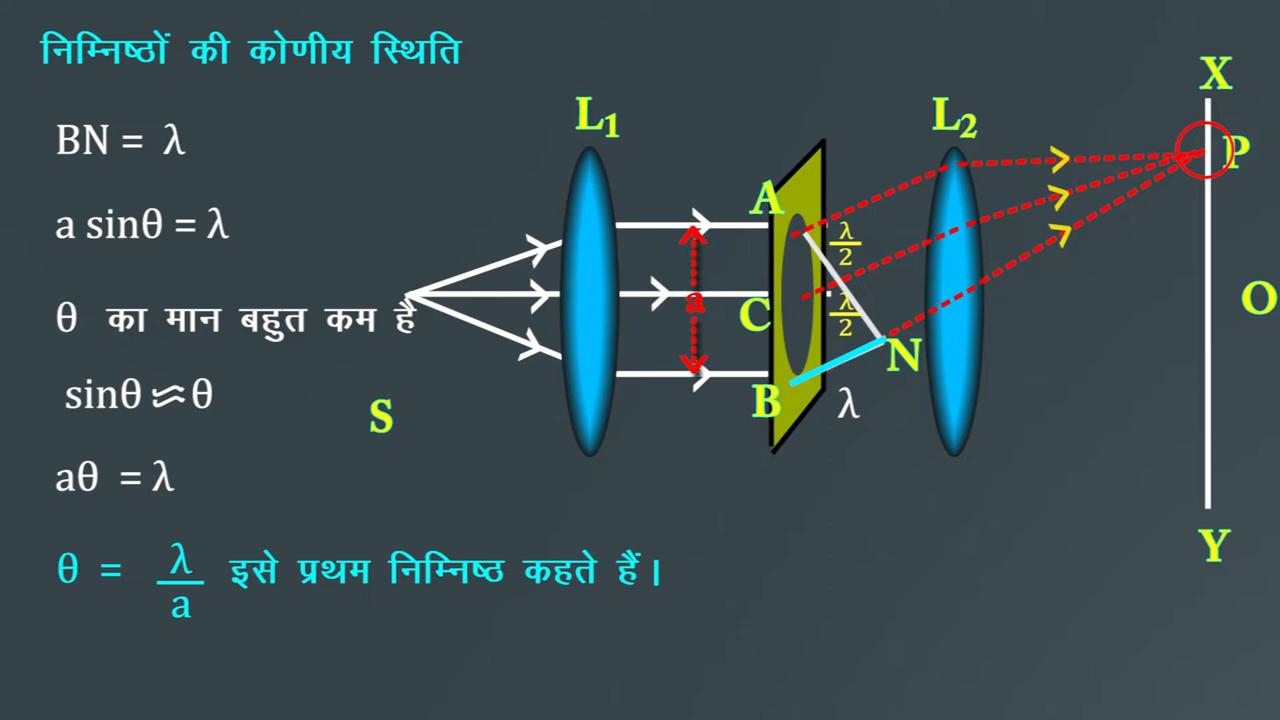 निम्निष्ठों की कोणीय स्थिति
BN = λ
a sinθ = λ
θ का मान बहुत कम है
sinθ ≈ θ
aθ = λ
θ = λ/a इसे प्रथम निम्निष्ठ कहते हैं।
S
L₁
a
A
C
B
λ/2
λ/2
N
λ
L₂
X
P
O
Y